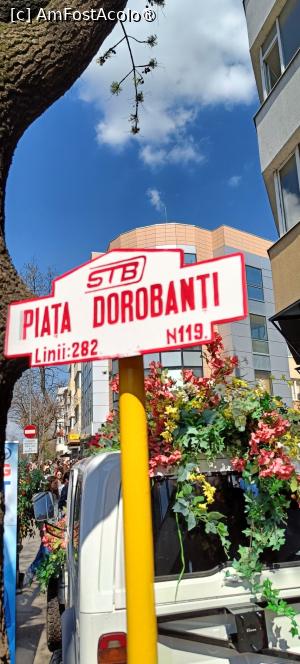 [c] AmFostAcolo®
STB
PIATA DOROBANTI
Linii:282 N119.